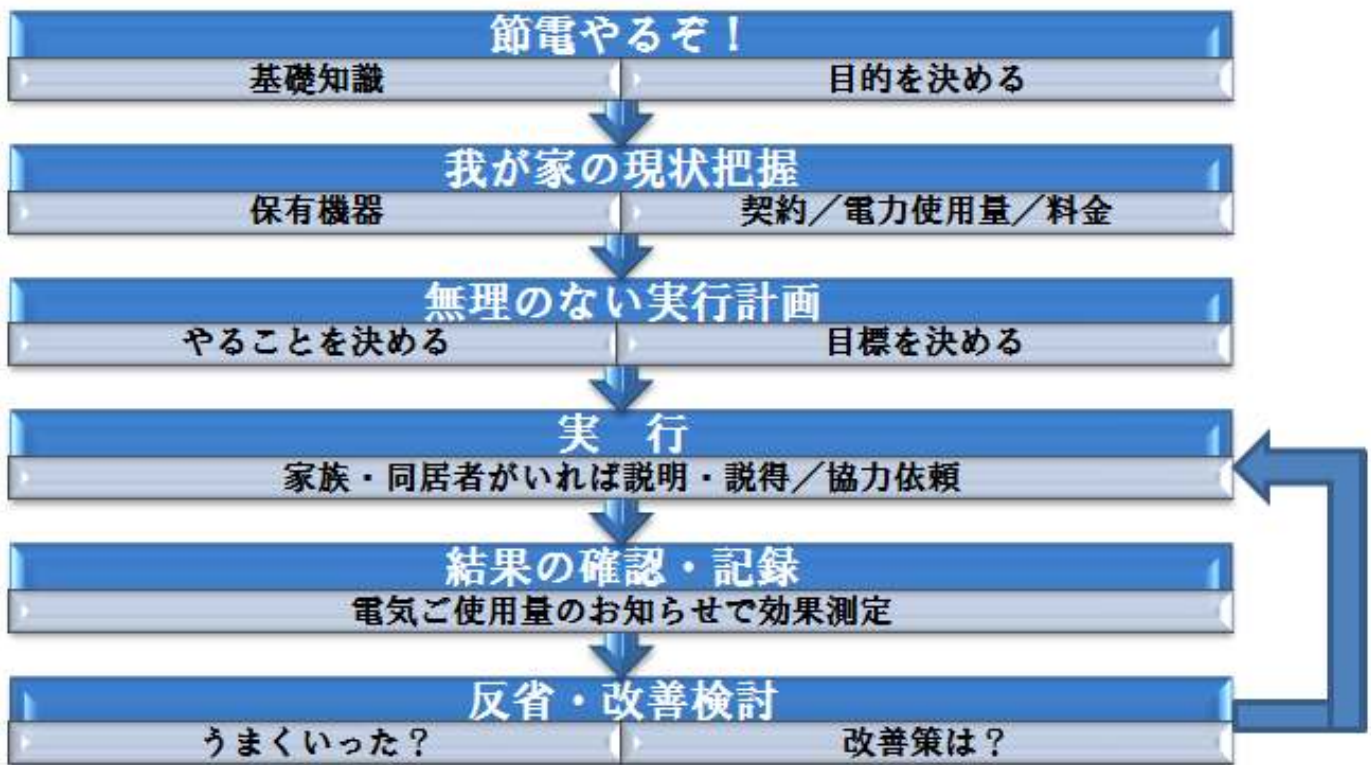 節電やるぞ！
基礎知識 目的を決める
我が家の現状把握
保有機器 契約／電力使用量／料金
無理のない実行計画
やることを決める 目標を決める
実　行
家族・同居者がいれば説明・説得／協力依頼
結果の確認・記録
電気ご使用量のお知らせで効果測定
反省・改善検討
うまくいった？ 改善策は？